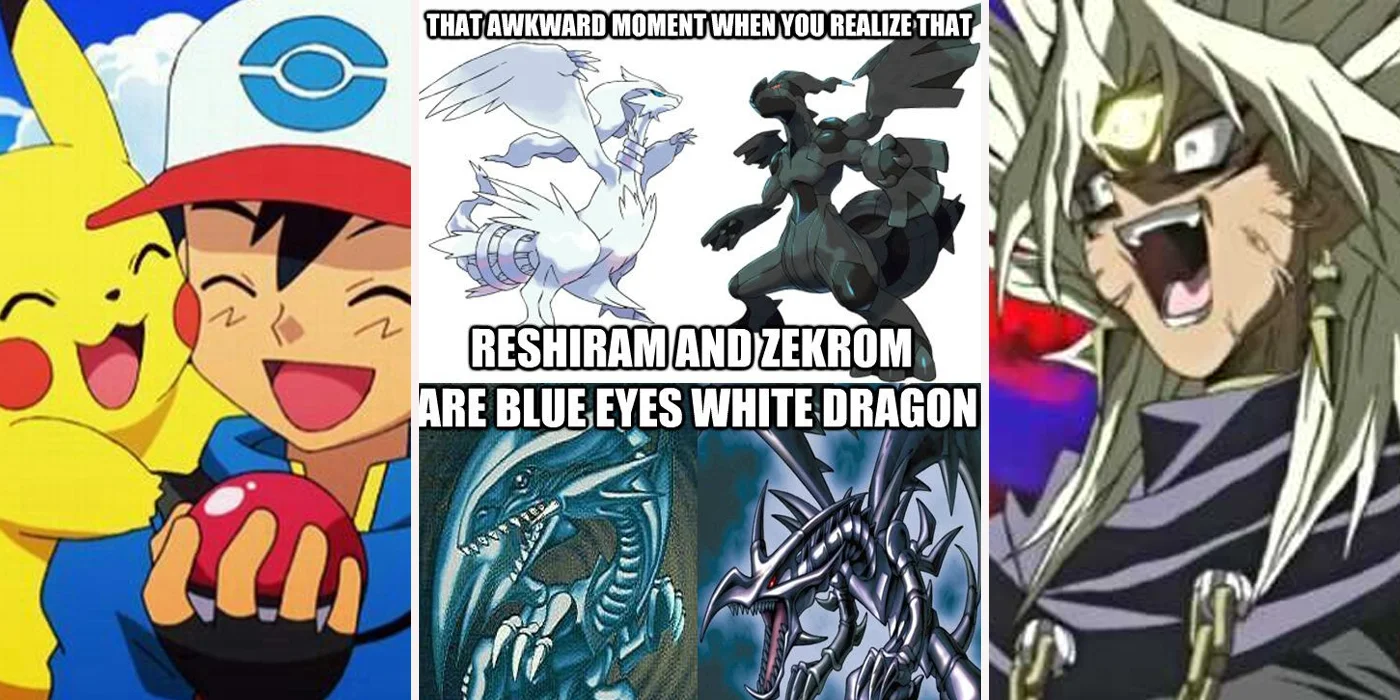 THAT AWKWARD MOMENT WHEN YOU REALIZE THAT
RESHIRAM AND ZEKROM
ARE BLUE EYES WHITE DRAGON